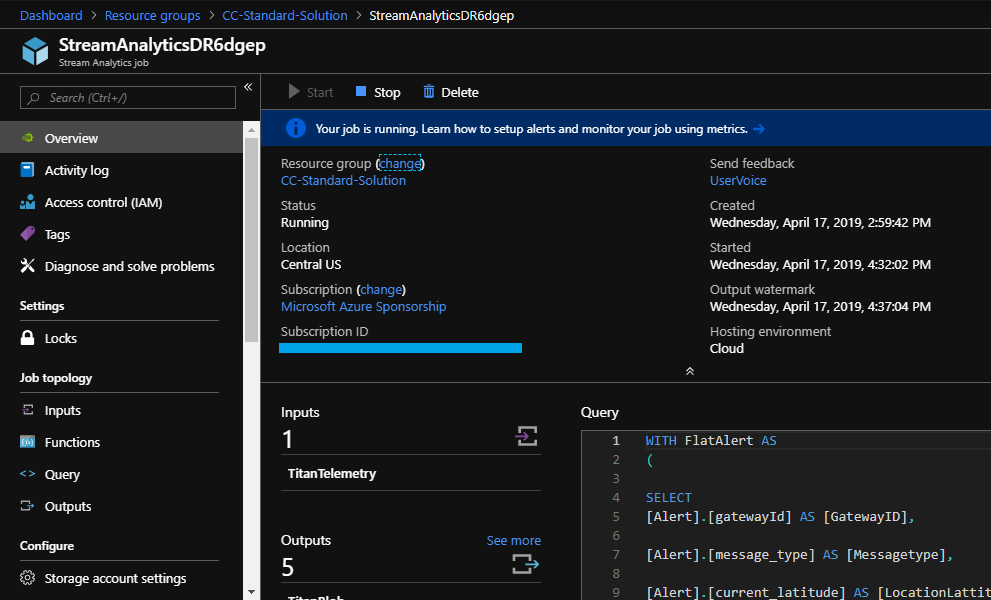 Dashboard > Resource groups > CC-Standard-Solution > StreamAnalyticsDR6dgep
StreamAnalyticsDR6dgep
Stream Analytics job
Search (Ctrl+/)
«
Overview
Activity log
Access control (IAM)
Tags
Diagnose and solve problems
Settings
Locks
Job topology
Inputs
Functions
Query
Outputs
Configure
Storage account settings
Start Stop Delete
Your job is running. Learn how to setup alerts and monitor your job using metrics. →
Resource group (change)
CC-Standard-Solution
Status
Running
Location
Central US
Subscription (change)
Microsoft Azure Sponsorship
Subscription ID
Send feedback
UserVoice
Created
Wednesday, April 17, 2019, 2:59:42 PM
Started
Wednesday, April 17, 2019, 4:32:02 PM
Output watermark
Wednesday, April 17, 2019, 4:37:04 PM
Hosting environment
Cloud
Inputs
1
TitanTelemetry
Outputs See more
5
TitanBlob
Query
1 WITH FlatAlert AS
2 (
3
4 SELECT
5 [Alert].[gatewayId] AS [GatewayID],
6
7 [Alert].[message_type] AS [Messagetype],
8
9 [Alert].[current_latitude] AS [LocationLattit